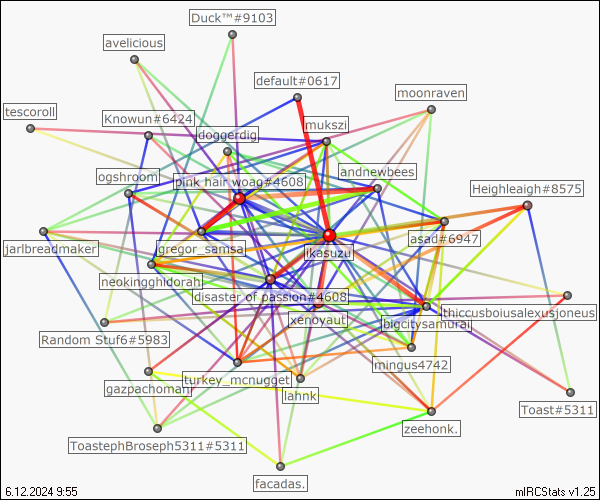 Duck™#9103
avelicious
default#0617
moonraven
tescoroll
Knowun#6424
mukszi
doggerdig
andnewbees
ogshroom
pink hair woag#4608
Heighleaigh#8575
jarlbreadmaker
gregor_samsa
ikasuzu
asad#6947
neokingghidorah
disaster of passion#4608
thiccusboiusalexusjoneus
xenoyaut
bigcitysamurai
Random Stuf6#5983
mingus4742
gazpachomahr
turkey_mcnugget
lahnk
Toast#5311
zeehonk.
ToastephBroseph5311#5311
facadas.
6.12.2024 9:55
mIRCStats v1.25